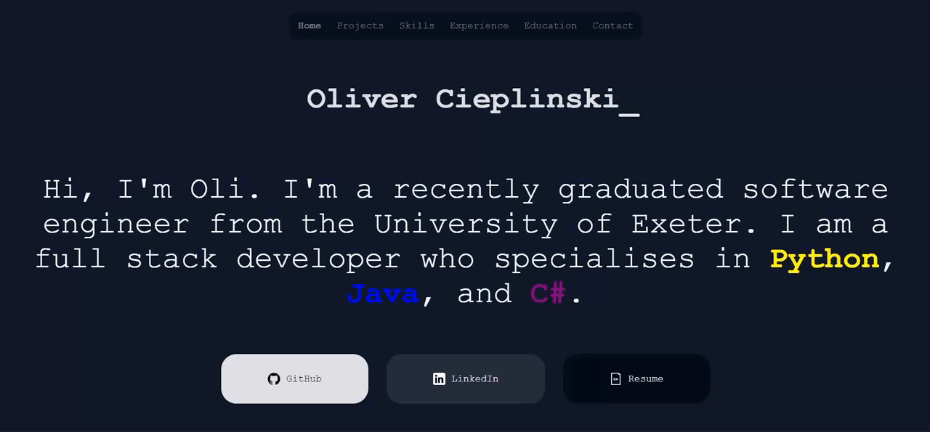 Home Projects Skills Experience Education Contact
Oliver Cieplinski_
Hi, I'm Oli. I'm a recently graduated software
engineer from the University of Exeter. I am a
full stack developer who specialises in Python,
Java, and C#.
GitHub LinkedIn Resume